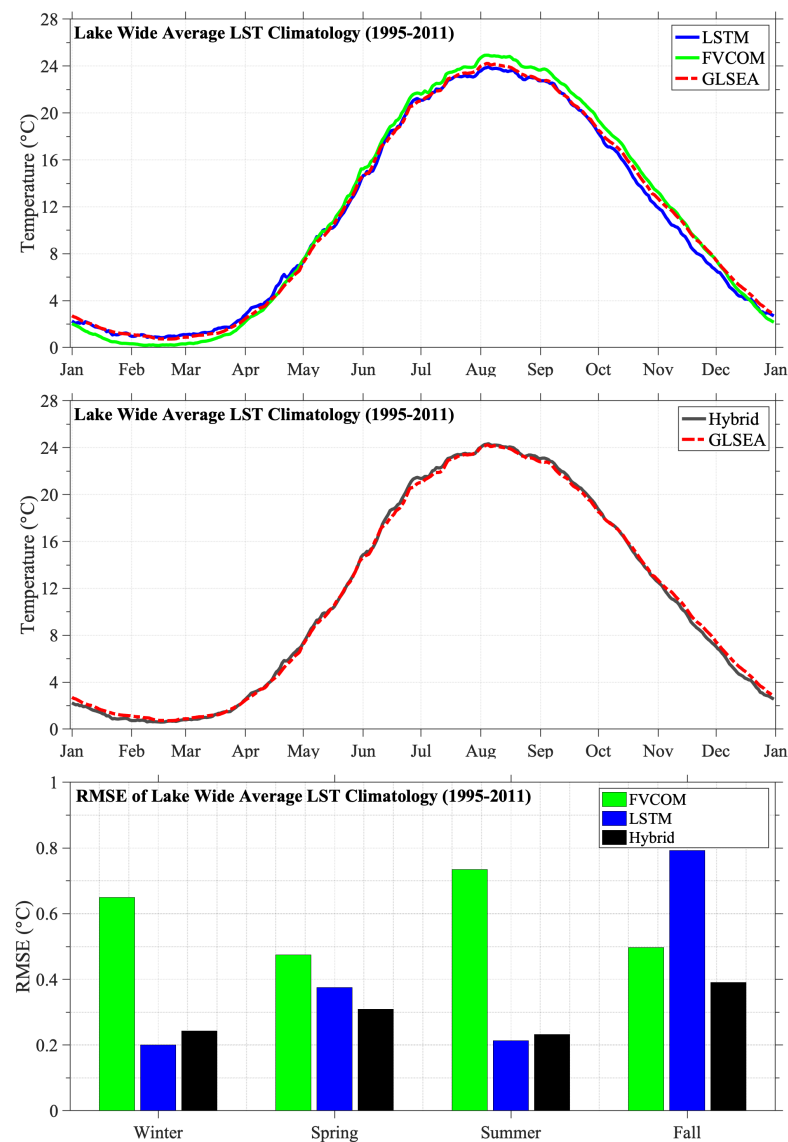 Lake Wide Average LST Climatology (1995-2011)
LSTM
FVCOM
GLSEA
Temperature (°C)
28
24
20
16
12
8
4
0
Jan Feb Mar Apr May Jun Jul Aug Sep Oct Nov Dec Jan
Lake Wide Average LST Climatology (1995-2011)
Hybrid
GLSEA
Temperature (°C)
28
24
20
16
12
8
4
0
Jan Feb Mar Apr May Jun Jul Aug Sep Oct Nov Dec Jan
RMSE of Lake Wide Average LST Climatology (1995-2011)
FVCOM
LSTM
Hybrid
RMSE (°C)
1
0.8
0.6
0.4
0.2
0
Winter Spring Summer Fall